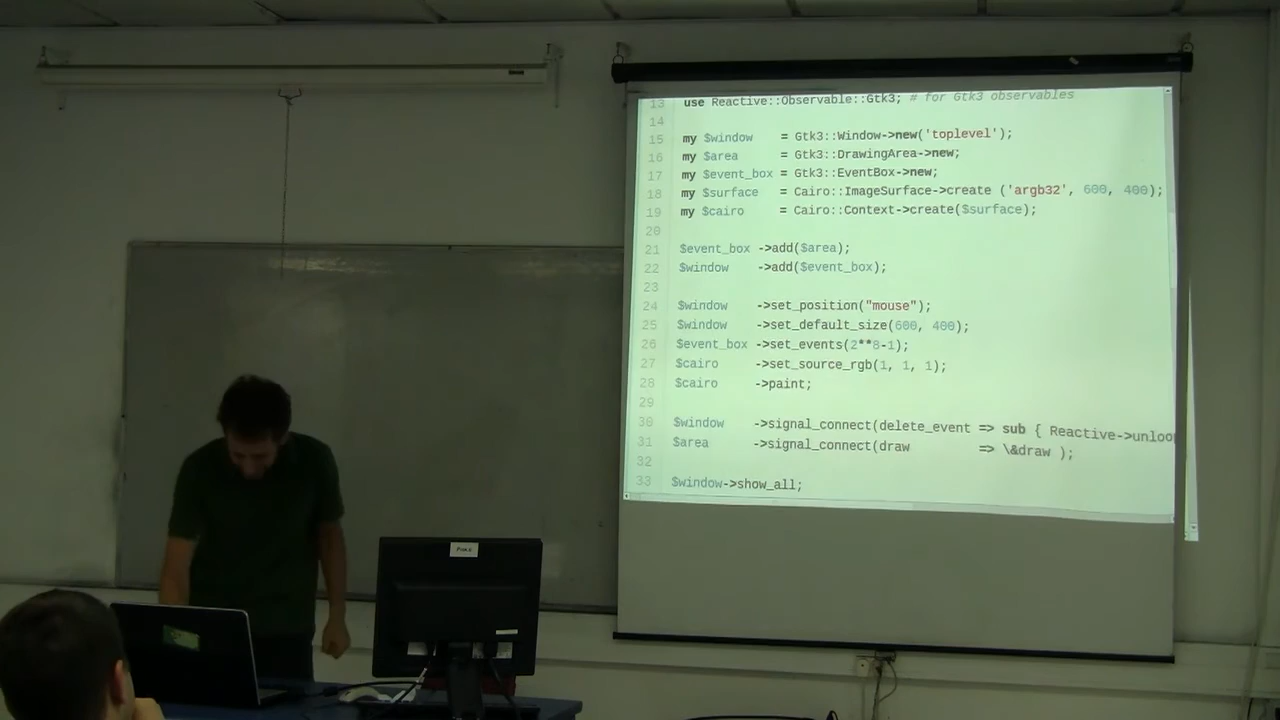 13 use Reactive::Observable::Gtk3; # for Gtk3 observables
14
15 my $window = Gtk3::Window->new('toplevel');
16 my $area = Gtk3::DrawingArea->new;
17 my $event_box = Gtk3::EventBox->new;
18 my $surface = Cairo::ImageSurface->create ('argb32', 600, 400);
19 my $cairo = Cairo::Context->create($surface);
20
21 $event_box ->add($area);
22 $window ->add($event_box);
23
24 $window ->set_position("mouse");
25 $window ->set_default_size(600, 400);
26 $event_box ->set_events(2**8-1);
27 $cairo ->set_source_rgb(1, 1, 1);
28 $cairo ->paint;
29
30 $window ->signal_connect(delete_event => sub { Reactive->unloo
31 $area ->signal_connect(draw => \&draw );
32
33 $window->show_all;